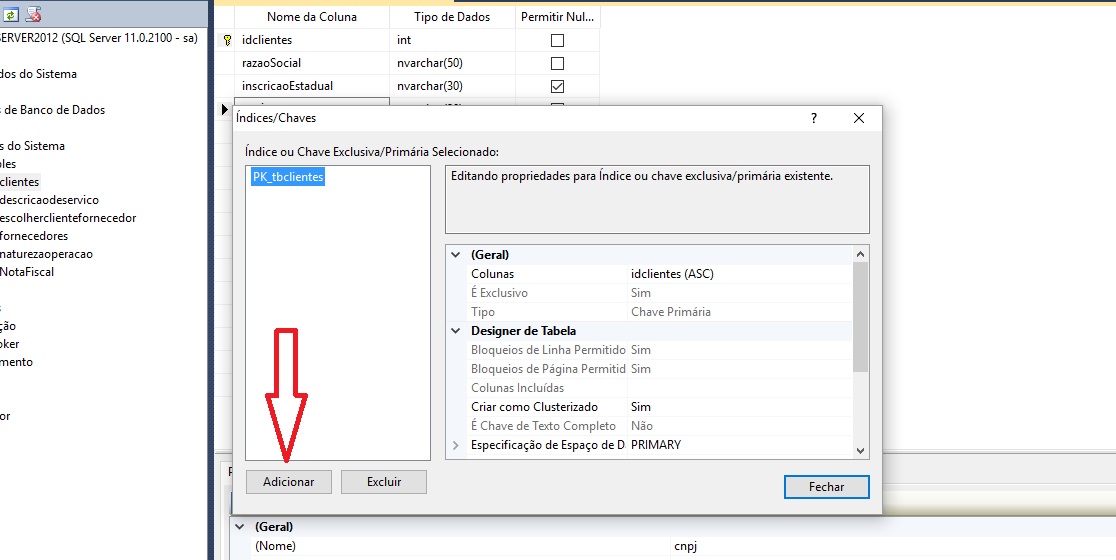 Nome da Coluna Tipo de Dados Permitir Nul...
SERVER2012 (SQL Server 11.0.2100 - sa)
idclientes int
razaoSocial nvarchar(50)
dos do Sistema
inscricaoEstadual nvarchar(30)
s de Banco de Dados
Índices/Chaves ?
s do Sistema
Índice ou Chave Exclusiva/Primária Selecionado:
bles
clientes
PK_tbclientes
Editando propriedades para Índice ou chave exclusiva/primária existente.
descricaodeservico
escolherclientefornecedor
fornecedores
naturezaoperacao
NotaFiscal
(Geral)
Colunas idclientes (ASC)
É Exclusivo Sim
Tipo Chave Primária
ção
Designer de Tabela
oker
Bloqueios de Linha Permitido Sim
mento
Bloqueios de Página Permitid Sim
Colunas Incluídas
Criar como Clusterizado Sim
or
É Chave de Texto Completo Não
Especificação de Espaço de D PRIMARY
Adicionar Excluir Fechar
(Geral)
(Nome) cnpj